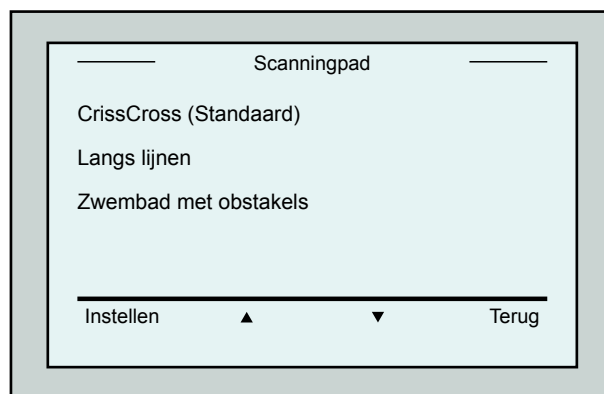 Scanningpad
CrissCross (Standaard)
Langs lijnen
Zwembad met obstakels
Instellen ▲ ▼ Terug